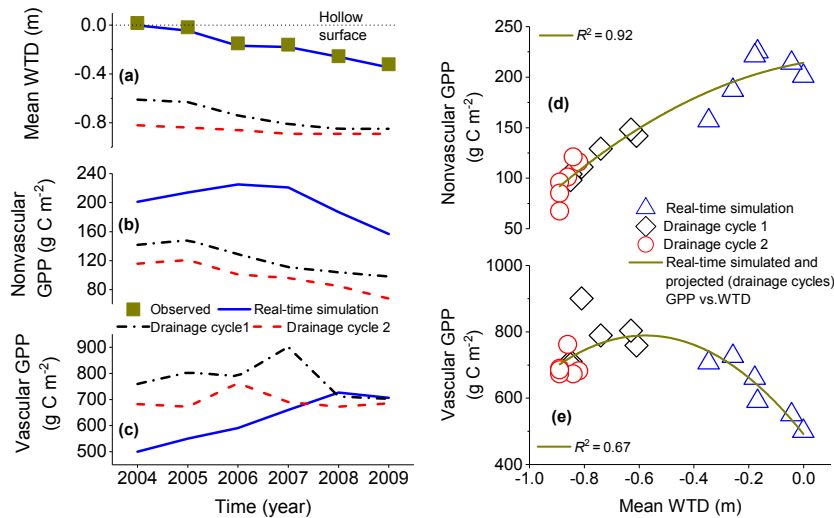 0.0
-0.4
-0.8
Mean WTD (m)
Hollow
surface
(a)
240
200
160
120
80
Nonvascular
GPP (g C m⁻²)
(b)
Observed
Real-time simulation
Drainage cycle1
Drainage cycle 2
900
800
700
600
500
Vascular GPP
(g C m⁻²)
(c)
2004 2005 2006 2007 2008 2009
Time (year)
250
200
150
100
50
Nonvascular GPP
(g C m⁻²)
R² = 0.92
(d)
Real-time simulation
Drainage cycle 1
Drainage cycle 2
Real-time simulated and
projected (drainage cycles)
GPP vs.WTD
1000
800
600
400
Vascular GPP
(g C m⁻²)
(e)
R² = 0.67
-1.0 -0.8 -0.6 -0.4 -0.2 0.0
Mean WTD (m)